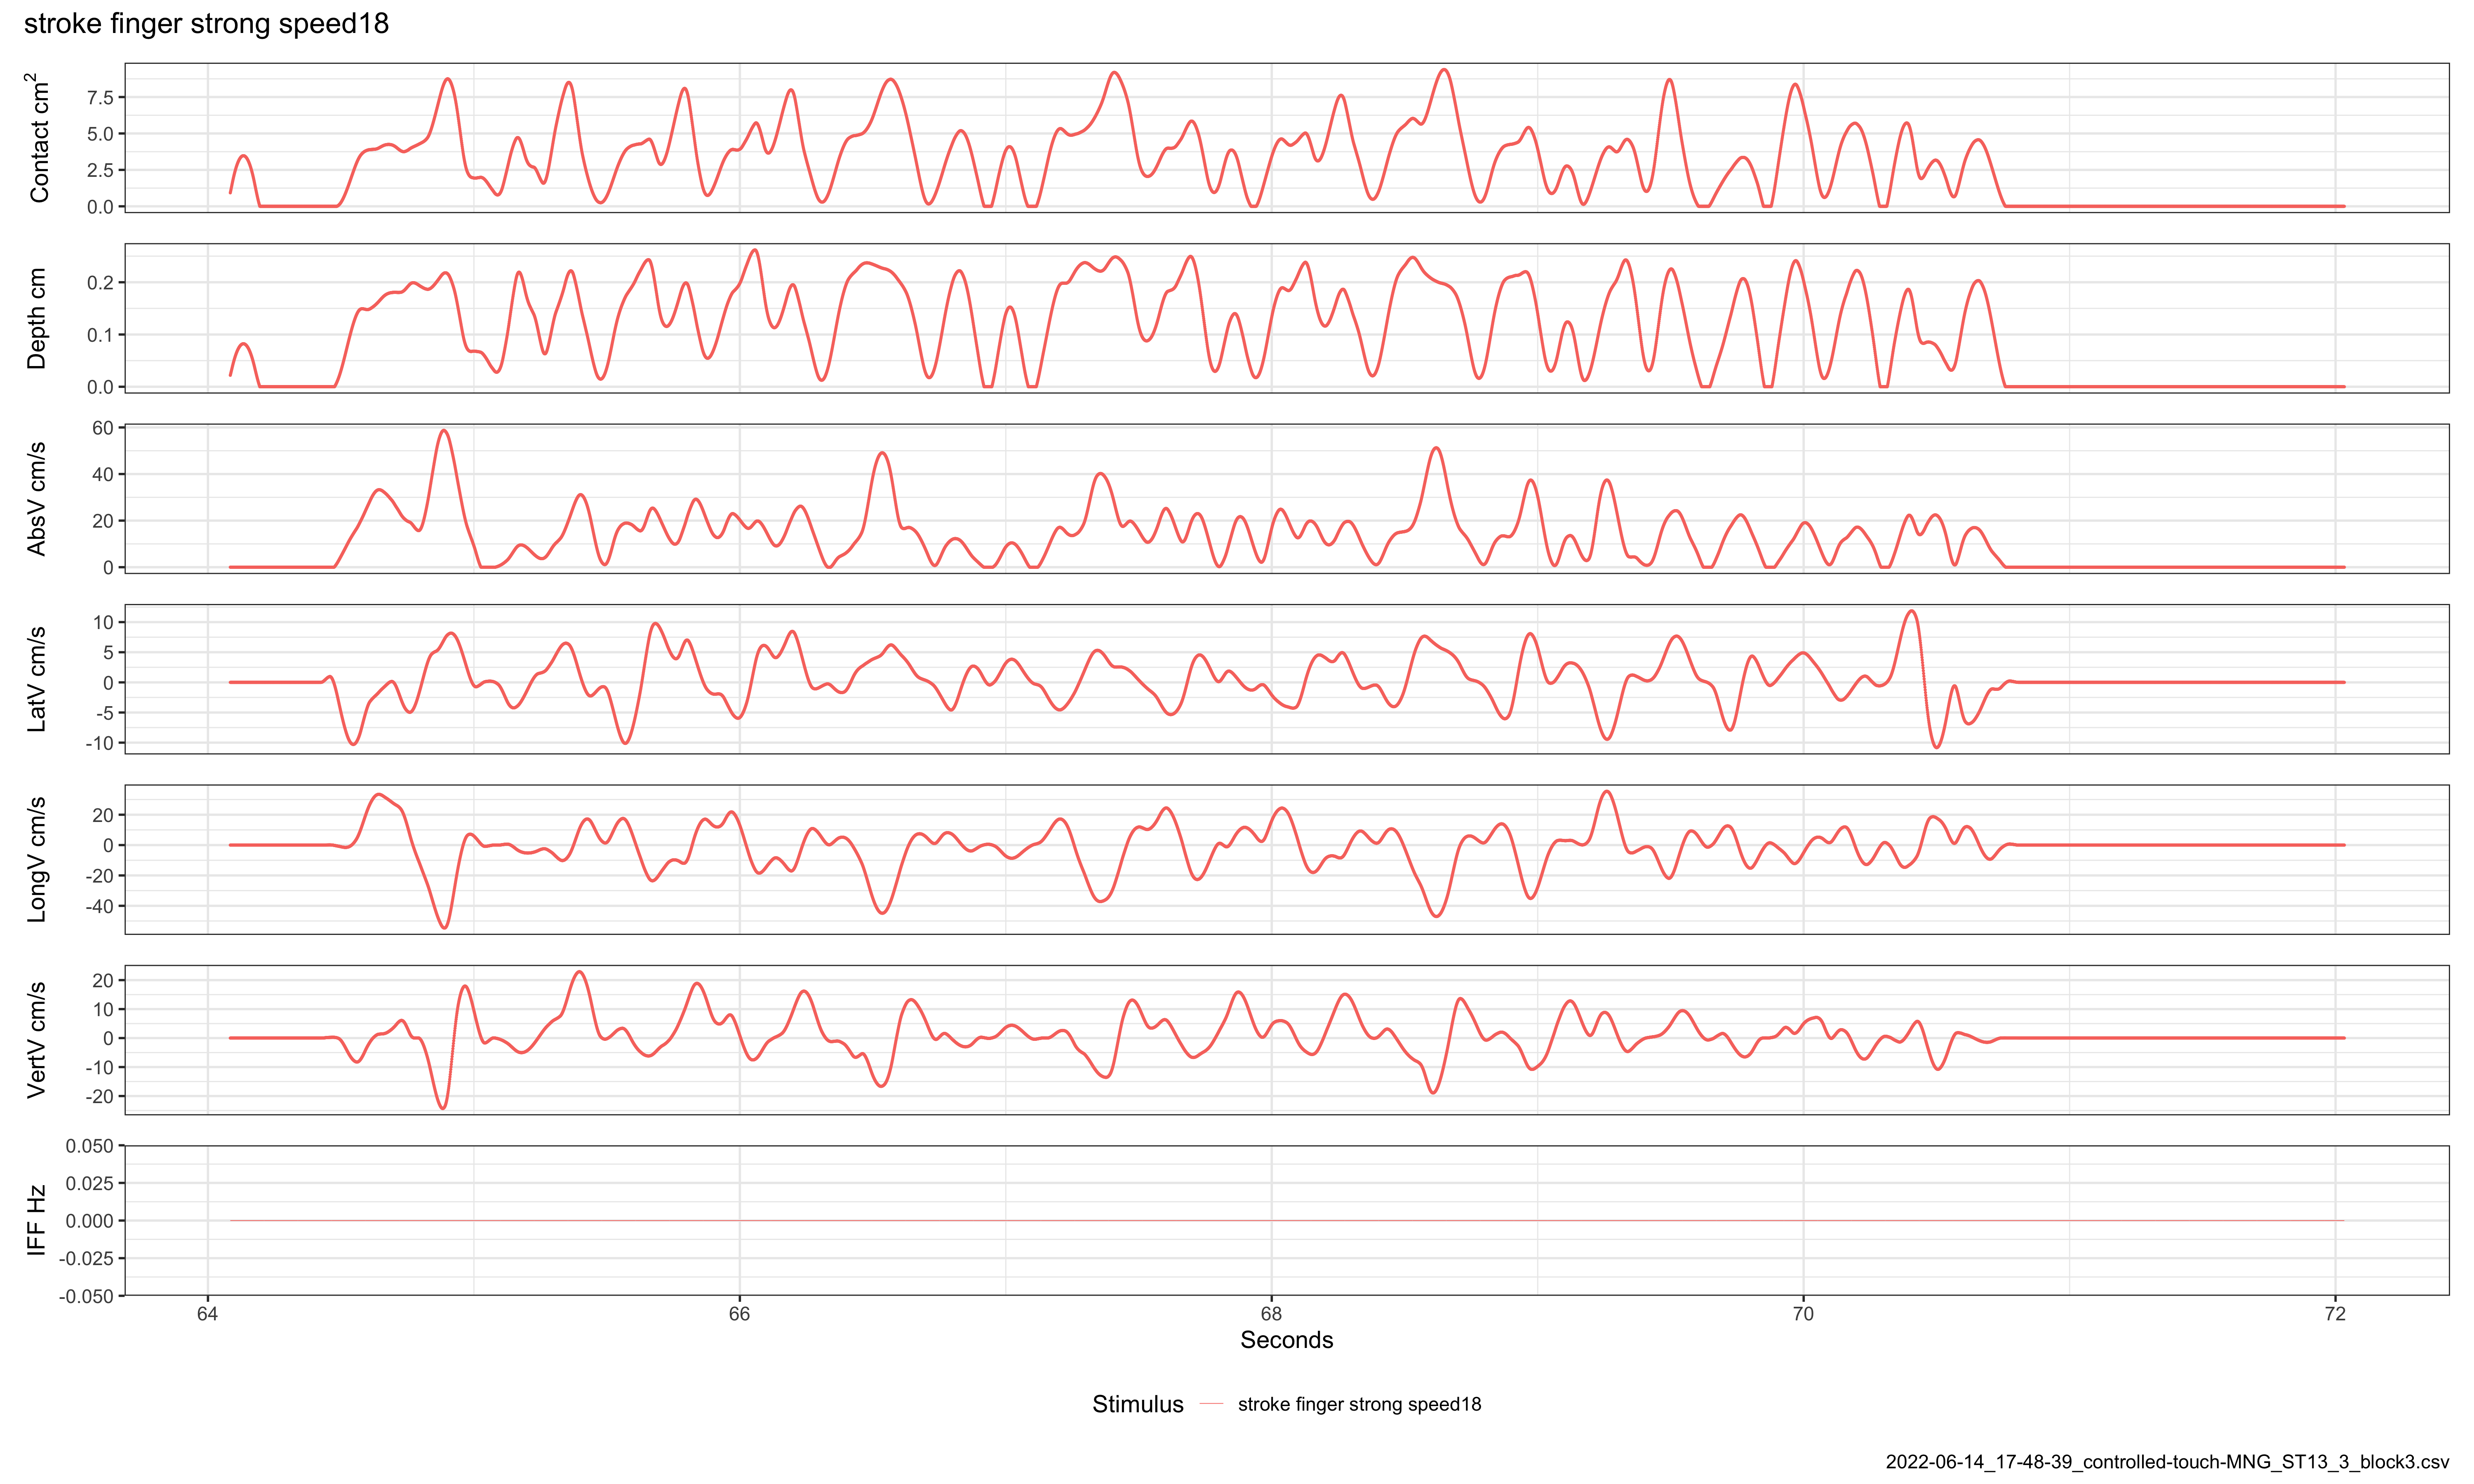 stroke finger strong speed18
Contact cm²
7.5
5.0
2.5
0.0
Depth cm
0.2
0.1
0.0
AbsV cm/s
60
40
20
0
LatV cm/s
10
5
0
-5
-10
LongV cm/s
20
0
-20
-40
VertV cm/s
20
10
0
-10
-20
IFF Hz
0.050
0.025
0.000
-0.025
-0.050
64 66 68 70 72
Seconds
Stimulus stroke finger strong speed18
2022-06-14_17-48-39_controlled-touch-MNG_ST13_3_block3.csv